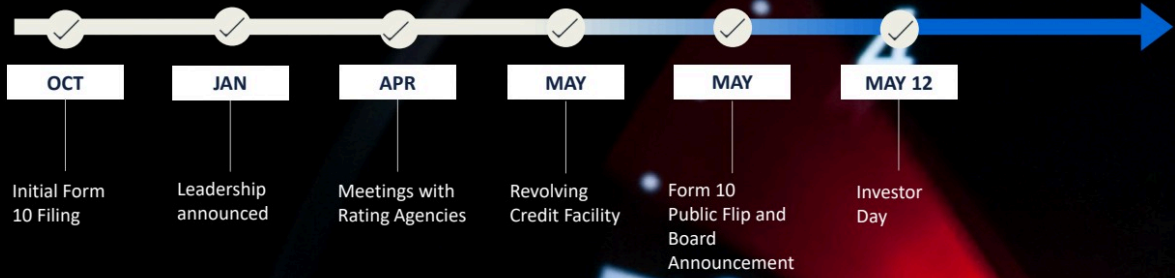 4
OCT
JAN
APR
MAY
MAY
MAY 12
Initial Form
10 Filing
Leadership
announced
Meetings with
Rating Agencies
Revolving
Credit Facility
Form 10
Public Flip and
Board
Announcement
Investor
Day